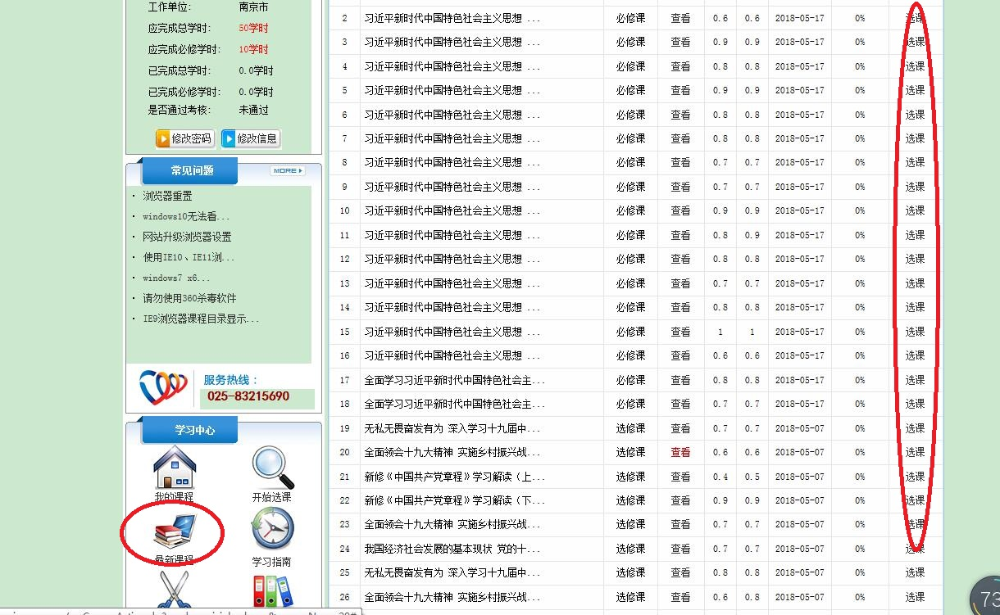 工作单位: 南京市
应完成总学时: 50学时
应完成必修学时: 10学时
已完成总学时: 0.0学时
已完成必修学时: 0.0学时
是否通过考核: 未通过
修改密码 修改信息
常见问题 MORE
· 浏览器重置
· windows10无法看...
· 网站升级浏览器设置
· 使用IE10、IE11浏...
· windows7 x6...
· 请勿使用360杀毒软件
· IE9浏览器课程目录显示...
服务热线：
025-83215690
学习中心
我的课程 开始选课
最新课程 学习指南
2 习近平新时代中国特色社会主义思想 ... 必修课 查看 0.6 0.6 2018-05-17 0% 选课
3 习近平新时代中国特色社会主义思想 ... 必修课 查看 0.9 0.9 2018-05-17 0% 选课
4 习近平新时代中国特色社会主义思想 ... 必修课 查看 0.8 0.8 2018-05-17 0% 选课
5 习近平新时代中国特色社会主义思想 ... 必修课 查看 0.9 0.9 2018-05-17 0% 选课
6 习近平新时代中国特色社会主义思想 ... 必修课 查看 0.8 0.8 2018-05-17 0% 选课
7 习近平新时代中国特色社会主义思想 ... 必修课 查看 0.8 0.8 2018-05-17 0% 选课
8 习近平新时代中国特色社会主义思想 ... 必修课 查看 0.7 0.7 2018-05-17 0% 选课
9 习近平新时代中国特色社会主义思想 ... 必修课 查看 0.7 0.7 2018-05-17 0% 选课
10 习近平新时代中国特色社会主义思想 ... 必修课 查看 0.9 0.9 2018-05-17 0% 选课
11 习近平新时代中国特色社会主义思想 ... 必修课 查看 0.8 0.9 2018-05-17 0% 选课
12 习近平新时代中国特色社会主义思想 ... 必修课 查看 0.8 0.8 2018-05-17 0% 选课
13 习近平新时代中国特色社会主义思想 ... 必修课 查看 0.7 0.7 2018-05-17 0% 选课
14 习近平新时代中国特色社会主义思想 ... 必修课 查看 0.8 0.8 2018-05-17 0% 选课
15 习近平新时代中国特色社会主义思想 ... 必修课 查看 1 1 2018-05-17 0% 选课
16 习近平新时代中国特色社会主义思想 ... 必修课 查看 0.6 0.6 2018-05-17 0% 选课
17 全面学习习近平新时代中国特色社会主... 必修课 查看 0.8 0.8 2018-05-17 0% 选课
18 全面学习习近平新时代中国特色社会主... 必修课 查看 0.7 0.7 2018-05-17 0% 选课
19 无私无畏奋发有为 深入学习十九届中... 选修课 查看 0.7 0.7 2018-05-07 0% 选课
20 全面领会十九大精神 实施乡村振兴战... 选修课 查看 0.6 0.6 2018-05-07 0% 选课
21 新修《中国共产党章程》学习解读（上... 选修课 查看 0.4 0.5 2018-05-07 0% 选课
22 新修《中国共产党章程》学习解读（下... 选修课 查看 0.9 0.9 2018-05-07 0% 选课
23 全面领会十九大精神 实施乡村振兴战... 选修课 查看 0.7 0.7 2018-05-07 0% 选课
24 我国经济社会发展的基本现状 党的十... 选修课 查看 0.7 0.7 2018-05-07 0% 选课
25 无私无畏奋发有为 深入学习十九届中... 选修课 查看 0.8 0.8 2018-05-07 0% 选课
26 全面领会十九大精神 实施乡村振兴战... 选修课 查看 0.6 0.6 2018-05-07 0% 选课
73